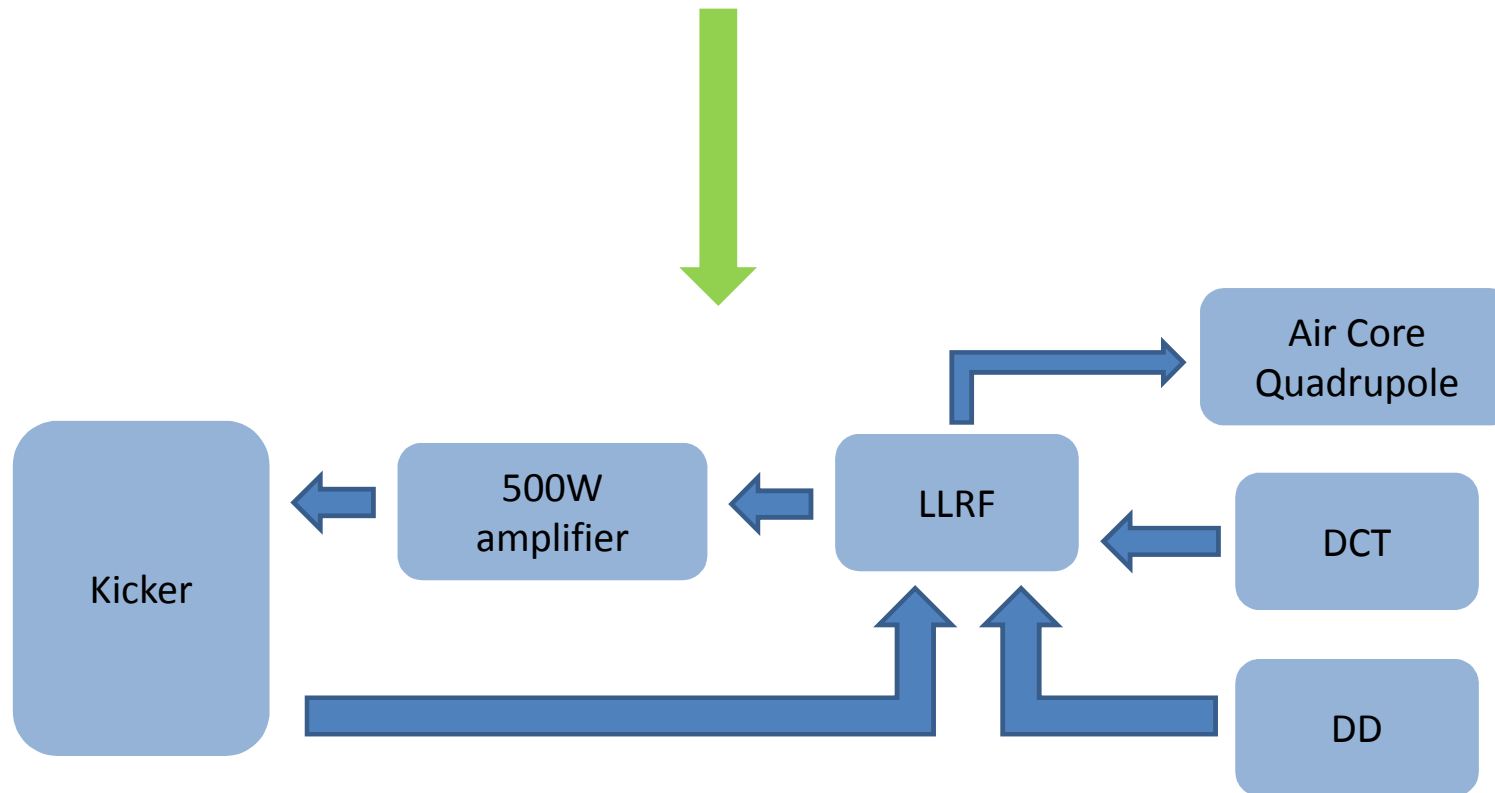 Air Core
Quadrupole
500W
amplifier
LLRF
DCT
Kicker
DD